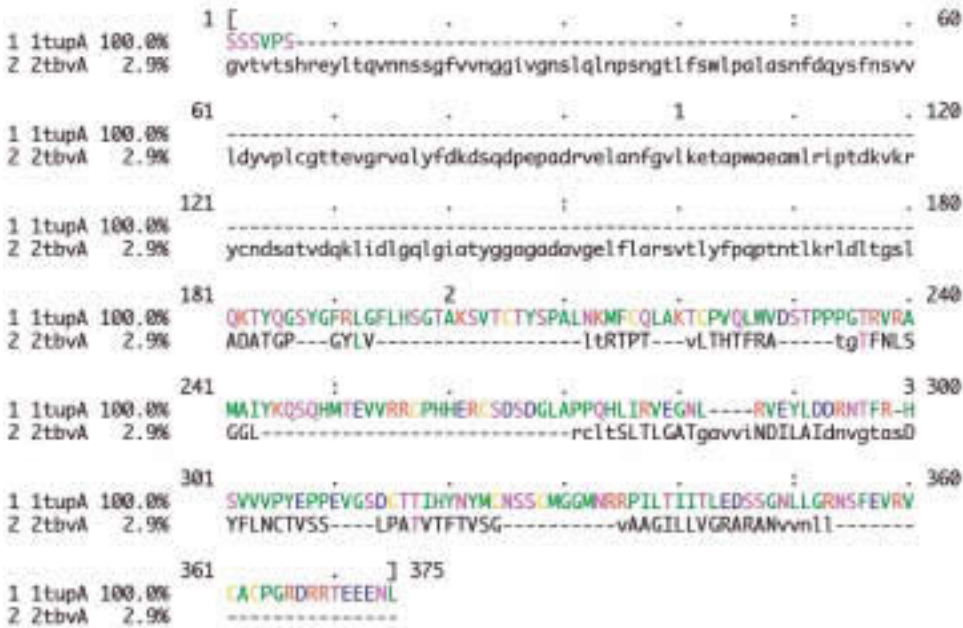 1 [ . . . . : . 60
1 1tupA 100.0% SSSVPS------------------------------------------------------
2 2tbvA 2.9% gvtvtshreyltqvnnssgfvvnggivgnslqlnpsngtlfswlpalasnfdqysfnsvv
61 . . . 1 . . 120
1 1tupA 100.0% ------------------------------------------------------------
2 2tbvA 2.9% ldyvplcgttevgrvalyfdkdsqdpepadrvelanfgvlketapwaeamlriptdkvkr
121 . . : . . . 180
1 1tupA 100.0% ------------------------------------------------------------
2 2tbvA 2.9% ycndsatvdqklidlgqlgiatyggagadavgelflarsvtlyfpqptntlkrldltgsl
181 . 2 . . . . 240
1 1tupA 100.0% QKTYQGSYGFRLGFLHSGTAKSVTCTYSPALNKMFCQLAKTCPVQLWVDSTPPPGTRVRA
2 2tbvA 2.9% ADATGP---GYLV------------------ltRTPT---vLTHTFRA-----tgTFNLS
241 : . . . . 3 300
1 1tupA 100.0% MAIYKQSQHMTEVVRRCPHHERCSDSDGLAPPQHLIRVEGNL----RVEYLDDRNTFR-H
2 2tbvA 2.9% GGL---------------------------rcltSLTLGATgavviNDILAIdnvgtasD
301 . . . . : . 360
1 1tupA 100.0% SVVVPYEPPEVGSDCTTIHYNYMCNSSCMGGMNRRPILTIITLEDSSGNLLGRNSFEVRV
2 2tbvA 2.9% YFLNCTVSS----LPATVTFTVSG----------vAAGILLVGRARANvvnll-------
361 . ] 375
1 1tupA 100.0% CACPGRDRRTEEENL
2 2tbvA 2.9% ---------------